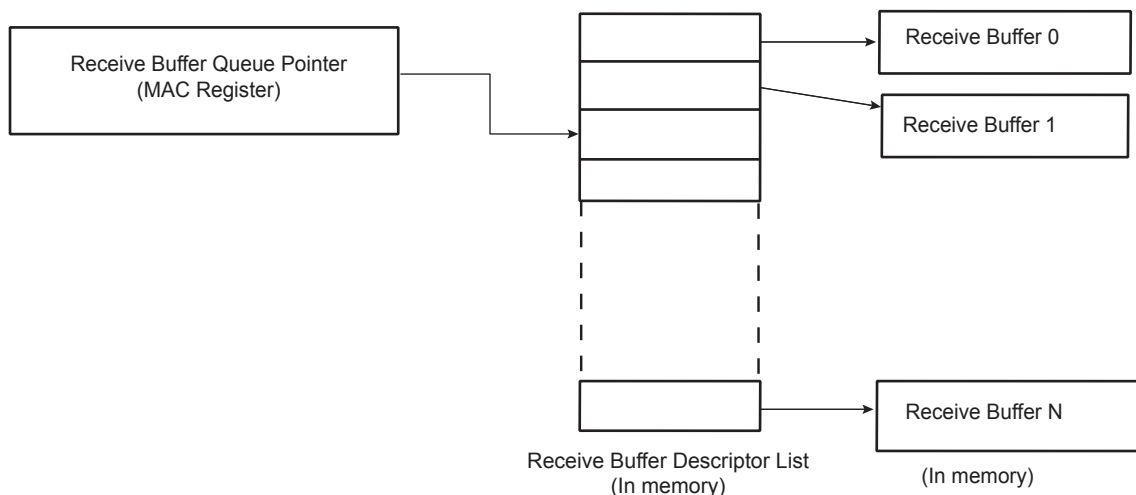 Receive Buffer Queue Pointer
(MAC Register)
Receive Buffer 0
Receive Buffer 1
Receive Buffer N
Receive Buffer Descriptor List
(In memory)
(In memory)